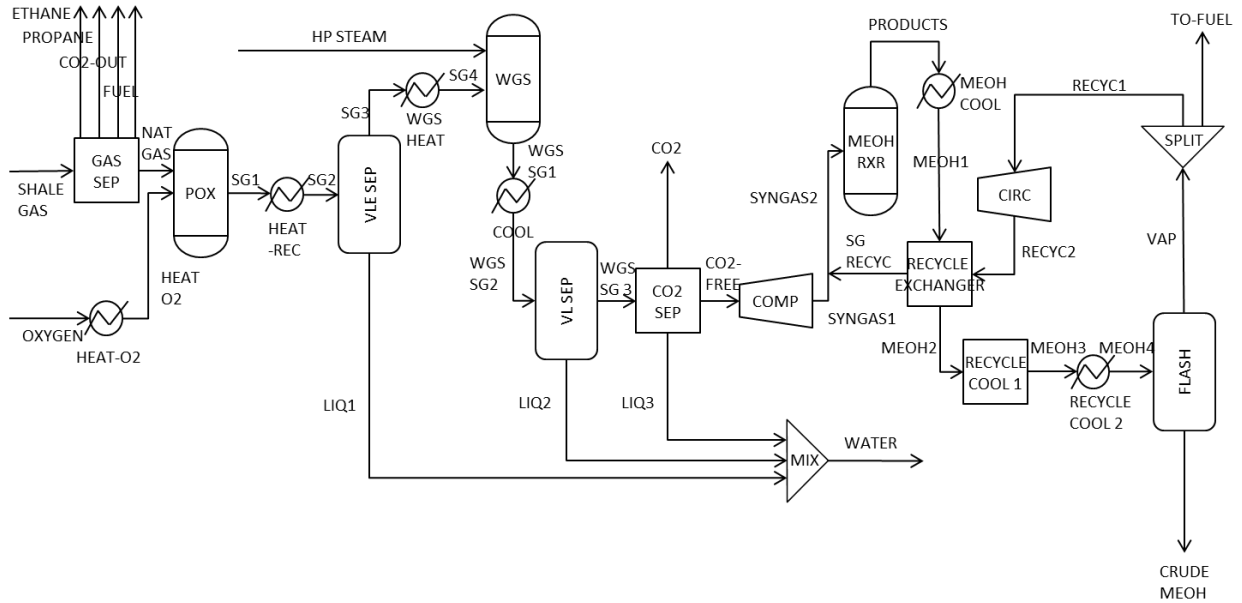 ETHANE
PROPANE
CO2-OUT
FUEL
TO-FUEL
PRODUCTS
HP STEAM
SG4
WGS
MEOH
COOL
RECYC1
SG3
WGS
HEAT
NAT
GAS
GAS
SEP
SPLIT
CO2
MEOH
RXR
MEOH1
WGS
SG1
SHALE
GAS
POX
SG1
SG2
VLE SEP
CIRC
SYNGAS2
HEAT
-REC
COOL
VAP
HEAT
O2
WGS
SG2
WGS
SG 3
CO2-
FREE
SG
RECYC
RECYCLE
EXCHANGER
RECYC2
VL SEP
CO2
SEP
COMP
SYNGAS1
OXYGEN
HEAT-O2
MEOH2
MEOH3
MEOH4
RECYCLE
COOL 1
FLASH
LIQ1
LIQ2
LIQ3
RECYCLE
COOL 2
WATER
MIX
CRUDE
MEOH